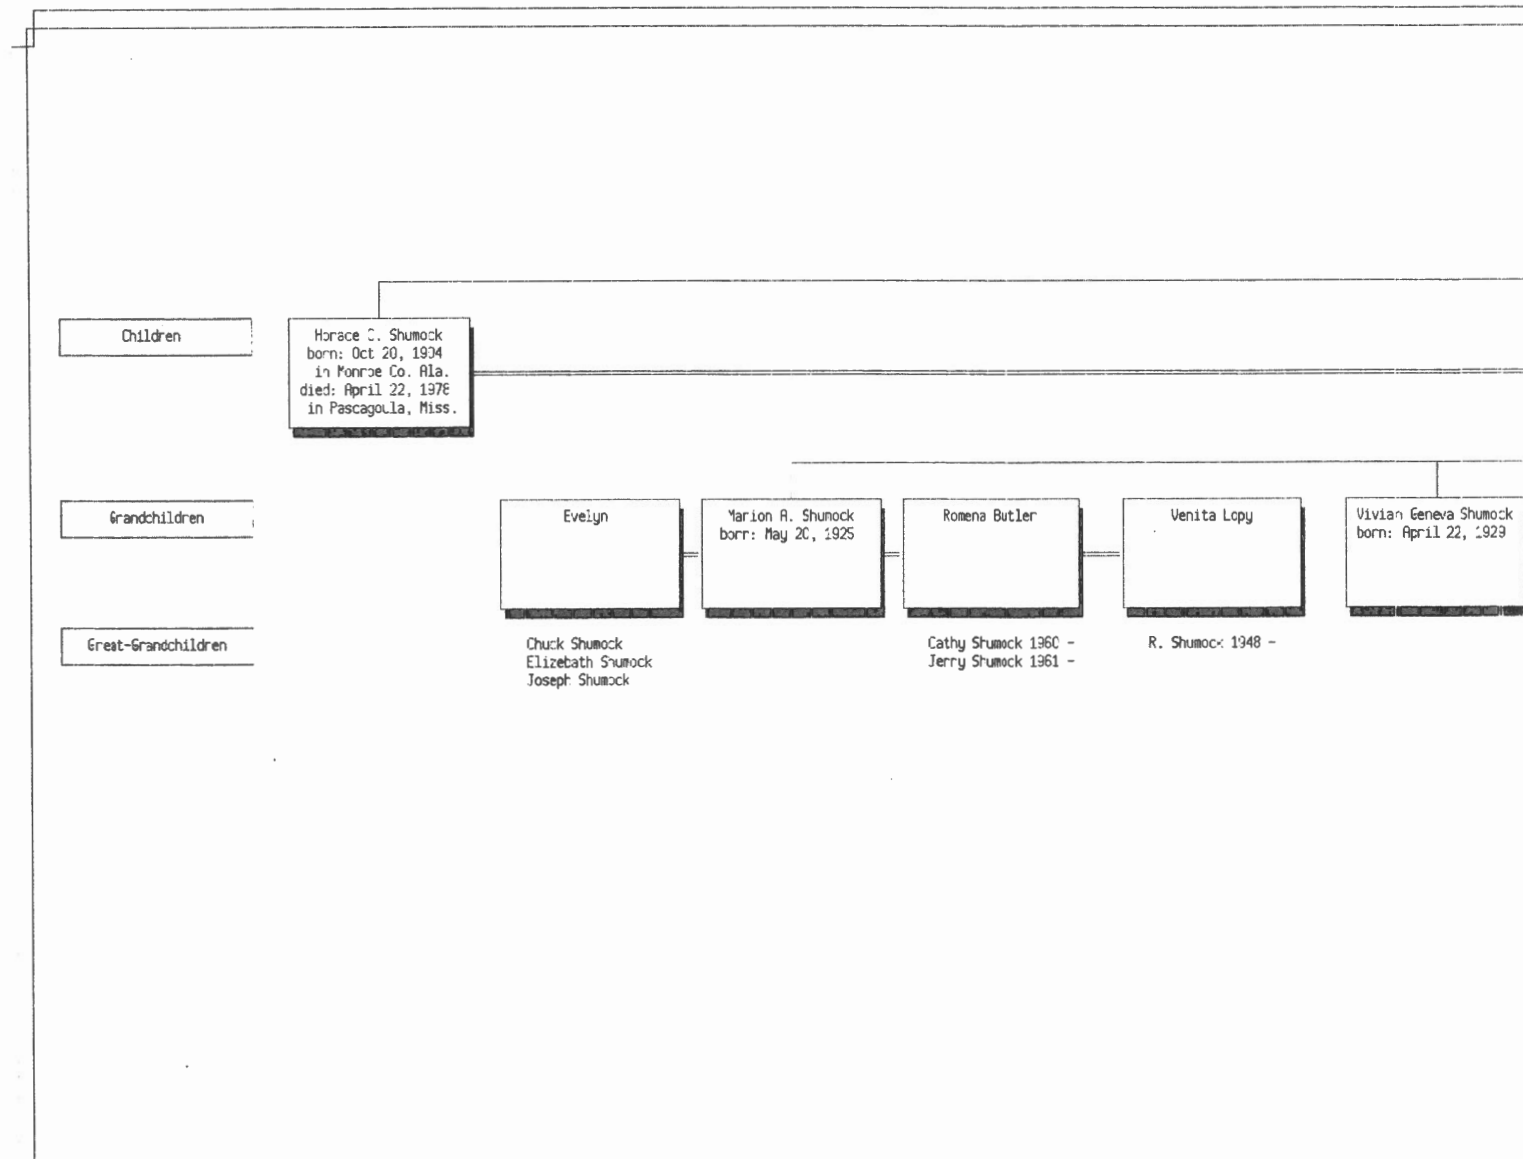 Children
Horace C. Shumock
born: Oct 20, 1904
in Monroe Co. Ala.
died: April 22, 1978
in Pascagoula, Miss.
Grandchildren
Evelyn
Marion A. Shumock
born: May 20, 1925
Romena Butler
Venita Lopy
Vivian Geneva Shumock
born: April 22, 1929
Great-Grandchildren
Chuck Shumock
Elizebath Shumock
Joseph Shumock
Cathy Shumock 1960 -
Jerry Shumock 1961 -
R. Shumock 1948 -